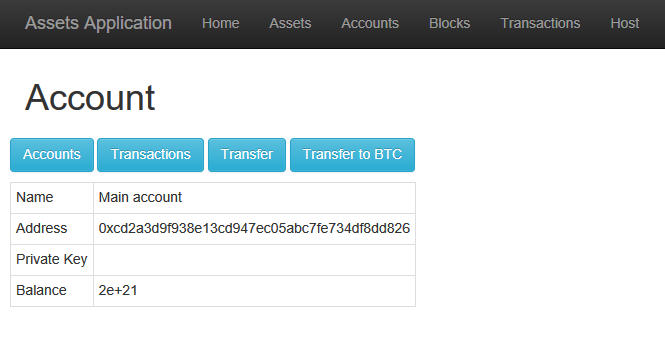 Assets Application Home Assets Accounts Blocks Transactions Host
Account
Accounts Transactions Transfer Transfer to BTC
Name Main account
Address 0xcd2a3d9f938e13cd947ec05abc7fe734df8dd826
Private Key
Balance 2e+21